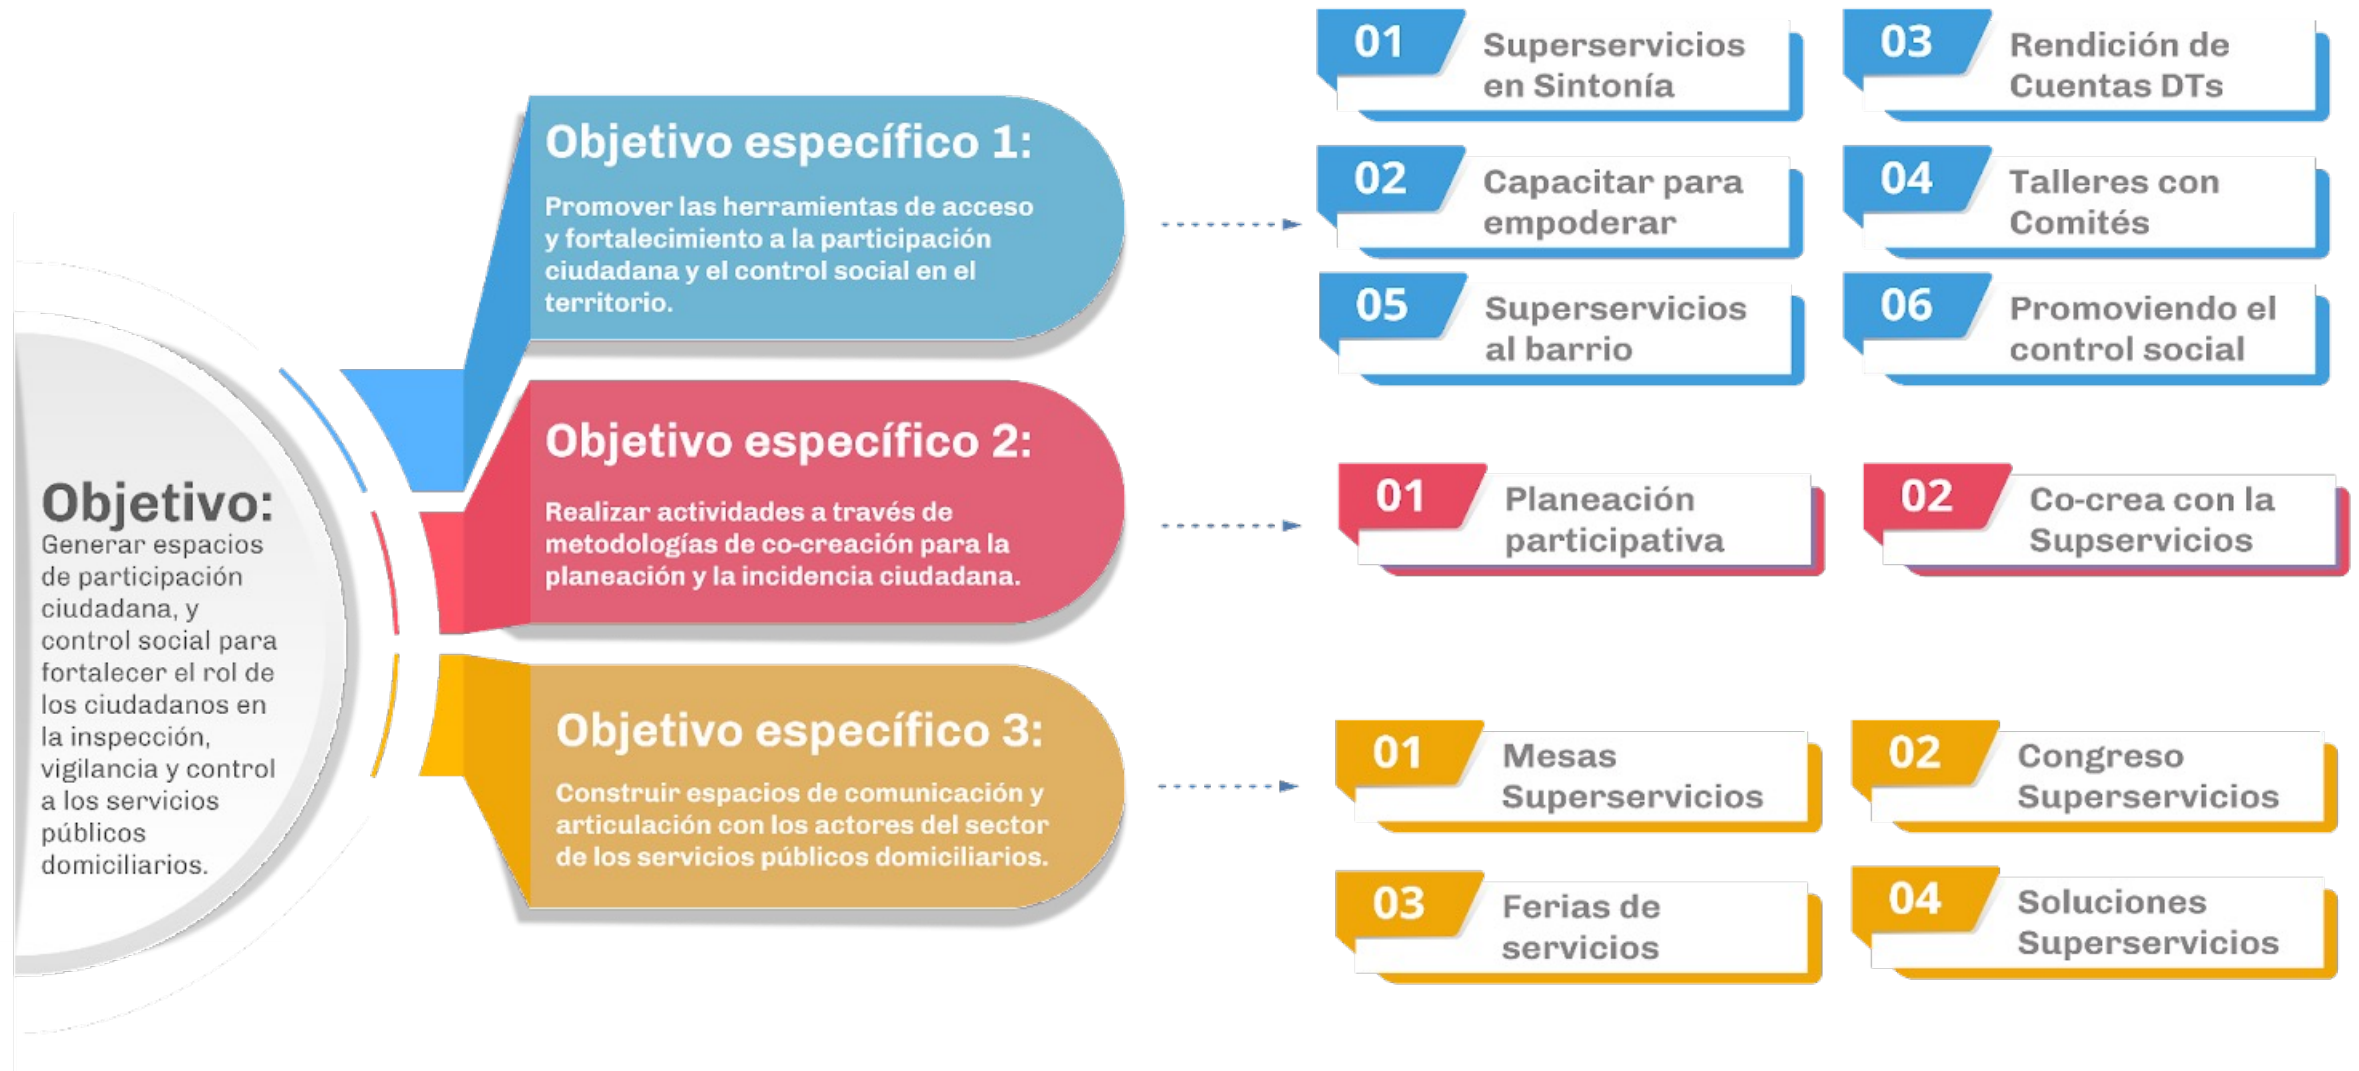 Objetivo:
Generar espacios
de participación
ciudadana, y
control social para
fortalecer el rol de
los ciudadanos en
la inspección,
vigilancia y control
a los servicios
públicos
domiciliarios.
Objetivo específico 1:
Promover las herramientas de acceso
y fortalecimiento a la participación
ciudadana y el control social en el
territorio.
01
Superservicios
en Sintonía
03
Rendición de
Cuentas DTs
02
Capacitar para
empoderar
04
Talleres con
Comités
05
Superservicios
al barrio
06
Promoviendo el
control social
Objetivo específico 2:
Realizar actividades a través de
metodologías de co-creación para la
planeación y la incidencia ciudadana.
01
Planeación
participativa
02
Co-crea con la
Supservicios
Objetivo específico 3:
Construir espacios de comunicación y
articulación con los actores del sector
de los servicios públicos domiciliarios.
01
Mesas
Superservicios
02
Congreso
Superservicios
03
Ferias de
servicios
04
Soluciones
Superservicios